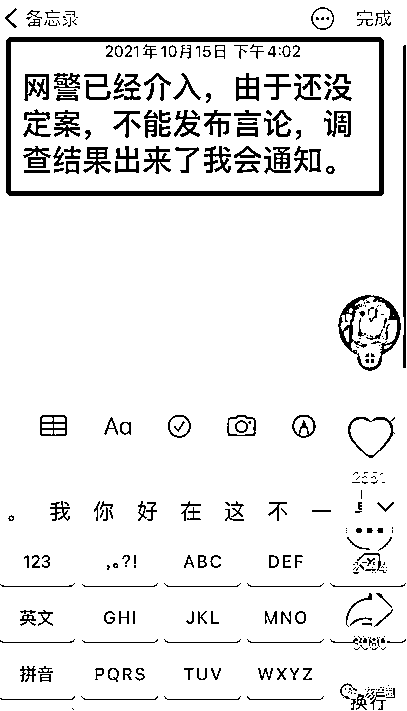 备忘录
完成
2021年10月15日 下午4:02
网警已经介入，由于还没
定案，不能发布言论，调
查结果出来了我会通知。
Aa
。 我 你 好 在 这 不 一
123 ,。?! ABC DEF
英文 GHI JKL MNO
3080
拼音 PQRS TUV WXYZ
换行